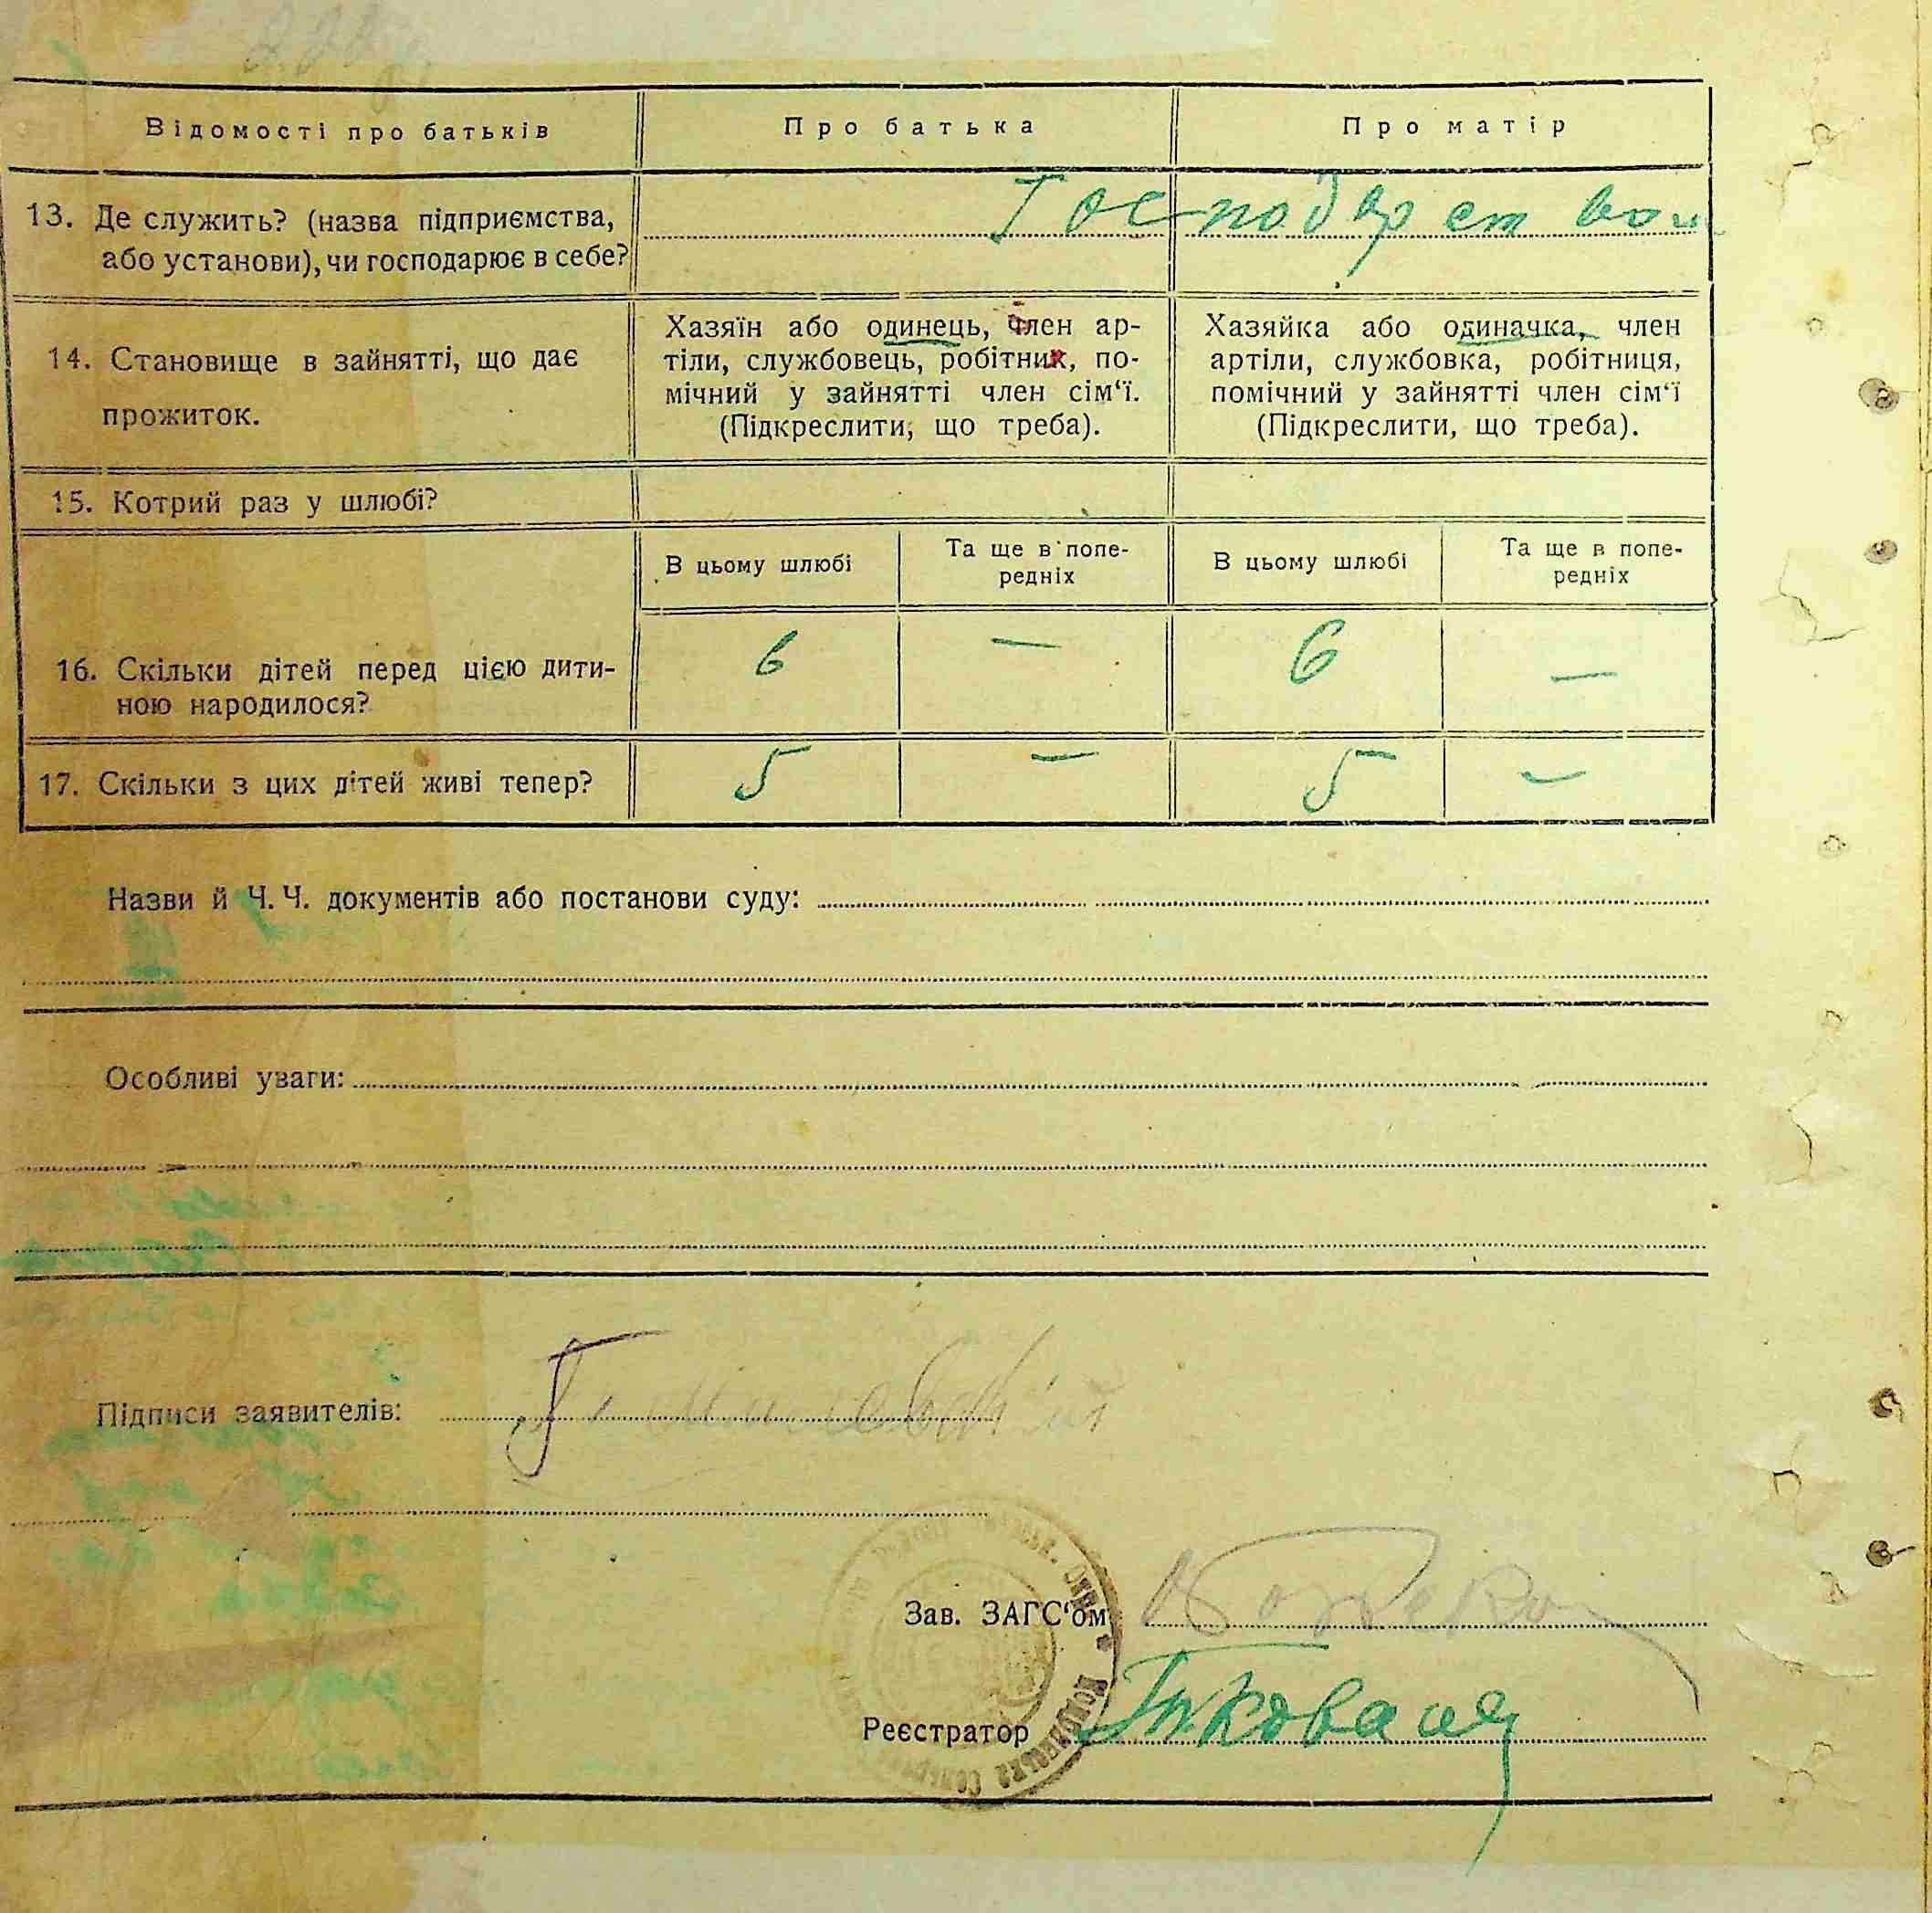 Відомості про батьків
Про батька
Про матір
13. Де служить? (назва підприємства,
або установи), чи господарює в себе?
Господарством
14. Становище в зайнятті, що дає
прожиток.
Хазяїн або одинець, член ар-
тіли, службовець, робітник, по-
мічний у зайнятті член сім‘ї.
(Підкреслити, що треба).
Хазяйка або одиначка, член
артіли, службовка, робітниця,
помічний у зайнятті член сім‘ї
(Підкреслити, що треба).
15. Котрий раз у шлюбі?
В цьому шлюбі
Та ще в попе-
редніх
В цьому шлюбі
Та ще в попе-
редніх
16. Скільки дітей перед цією дити-
ною народилося?
6 — 6 —
17. Скільки з цих дітей живі тепер?
5 — 5 —
Назви й Ч. Ч. документів або постанови суду:
Особливі уваги:
Підписи заявителів:
Зав. ЗАГС‘ом
Реєстратор